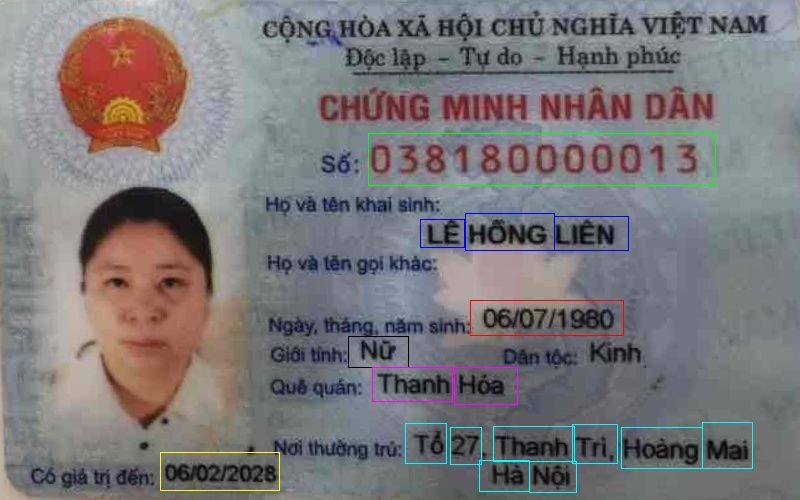 CỘNG HÒA XÃ HỘI CHỦ NGHĨA VIỆT NAM
Độc lập - Tự do - Hạnh phúc
CHỨNG MINH NHÂN DÂN
Số: 038180000013
Họ và tên khai sinh:
LÊ HỒNG LIÊN
Họ và tên gọi khác:
Ngày, tháng, năm sinh: 06/07/1980
Giới tính: Nữ Dân tộc: Kinh
Quê quán: Thanh Hóa
Nơi thường trú: Tổ 27, Thanh Trì, Hoàng Mai
Hà Nội
Có giá trị đến: 06/02/2028